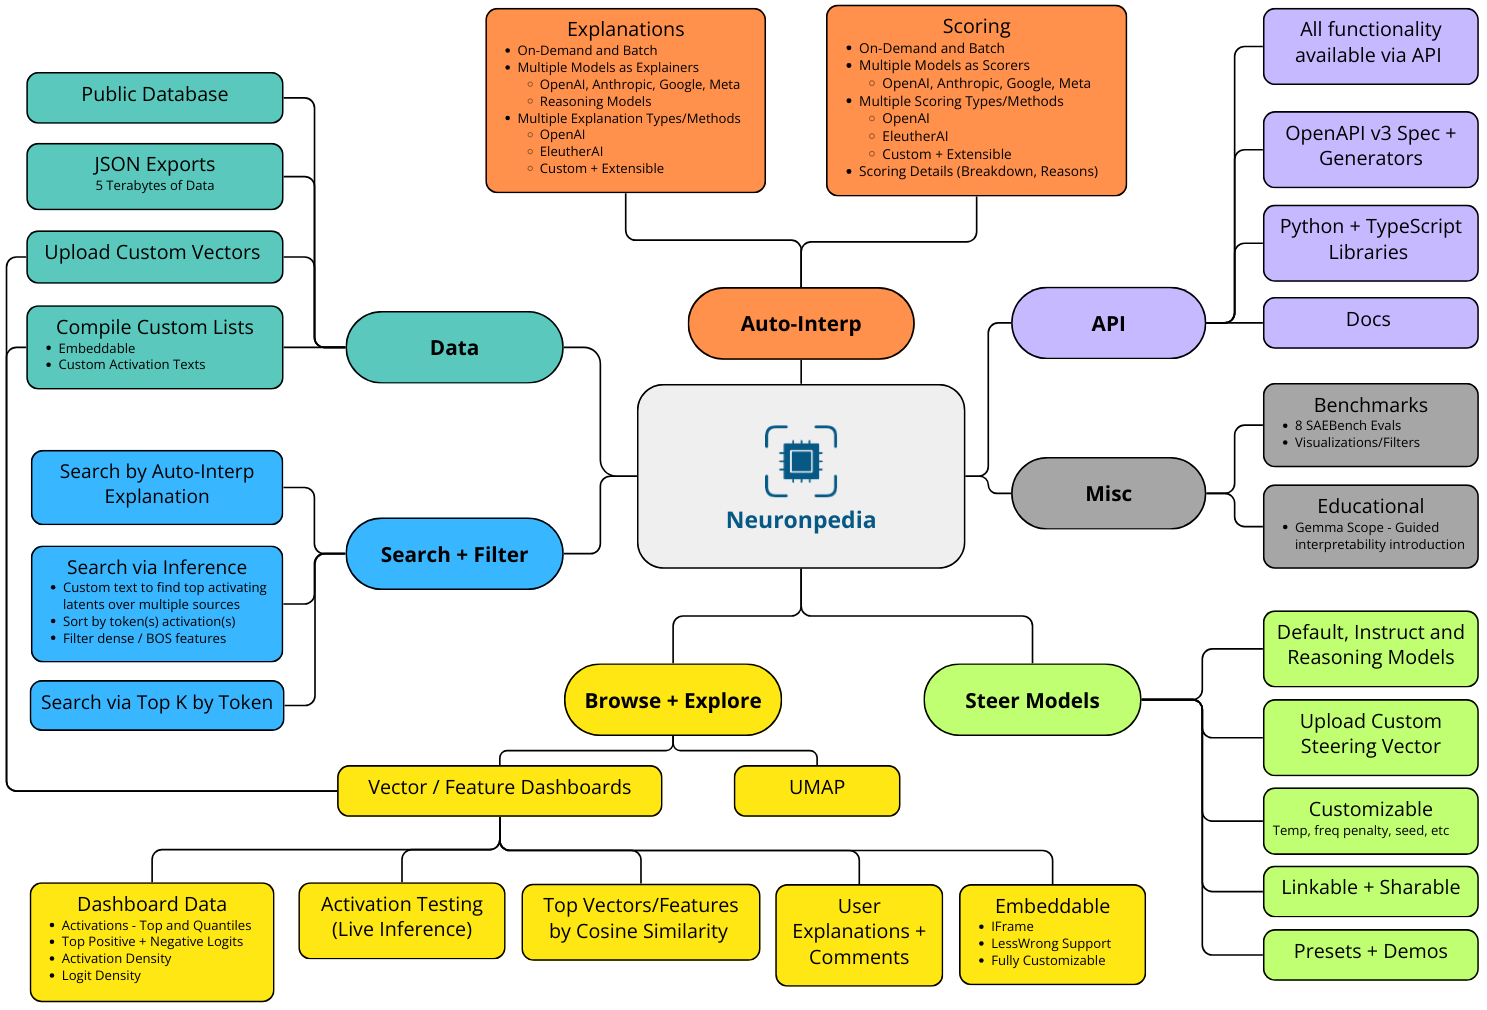 Explanations
On-Demand and Batch
Multiple Models as Explainers
OpenAI, Anthropic, Google, Meta
Reasoning Models
Multiple Explanation Types/Methods
OpenAI
EleutherAI
Custom + Extensible
Scoring
On-Demand and Batch
Multiple Models as Scorers
OpenAI, Anthropic, Google, Meta
Multiple Scoring Types/Methods
OpenAI
EleutherAI
Custom + Extensible
Scoring Details (Breakdown, Reasons)
All functionality
available via API
OpenAPI v3 Spec +
Generators
Python + TypeScript
Libraries
Docs
Public Database
JSON Exports
5 Terabytes of Data
Upload Custom Vectors
Compile Custom Lists
Embeddable
Custom Activation Texts
Data
Auto-Interp
API
Neuronpedia
Misc
Benchmarks
8 SAEBench Evals
Visualizations/Filters
Educational
Gemma Scope - Guided
interpretability introduction
Search by Auto-Interp
Explanation
Search via Inference
Custom text to find top activating
latents over multiple sources
Sort by token(s) activation(s)
Filter dense / BOS features
Search via Top K by Token
Search + Filter
Browse + Explore
Steer Models
Default, Instruct and
Reasoning Models
Upload Custom
Steering Vector
Customizable
Temp, freq penalty, seed, etc
Linkable + Sharable
Presets + Demos
Vector / Feature Dashboards
UMAP
Dashboard Data
Activations - Top and Quantiles
Top Positive + Negative Logits
Activation Density
Logit Density
Activation Testing
(Live Inference)
Top Vectors/Features
by Cosine Similarity
User
Explanations +
Comments
Embeddable
IFrame
LessWrong Support
Fully Customizable